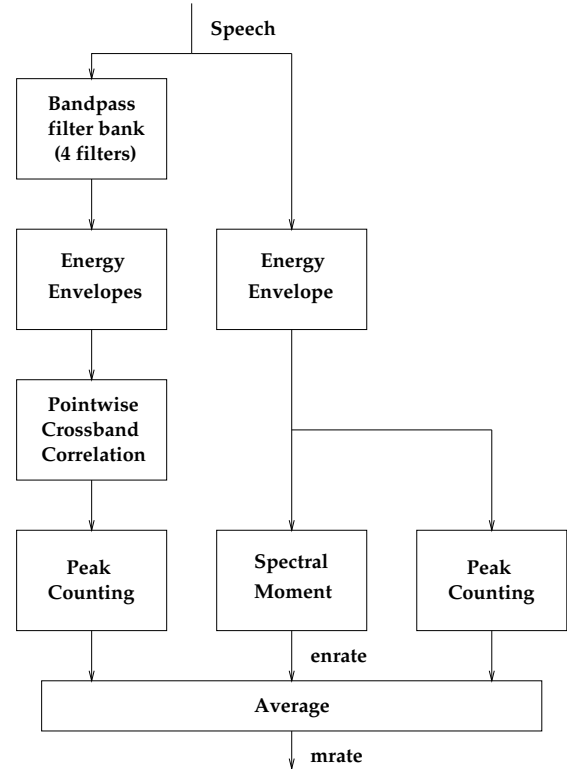 Speech
Bandpass
filter bank
(4 filters)
Energy
Envelopes
Energy
Envelope
Pointwise
Crossband
Correlation
Peak
Counting
Spectral
Moment
Peak
Counting
enrate
Average
mrate